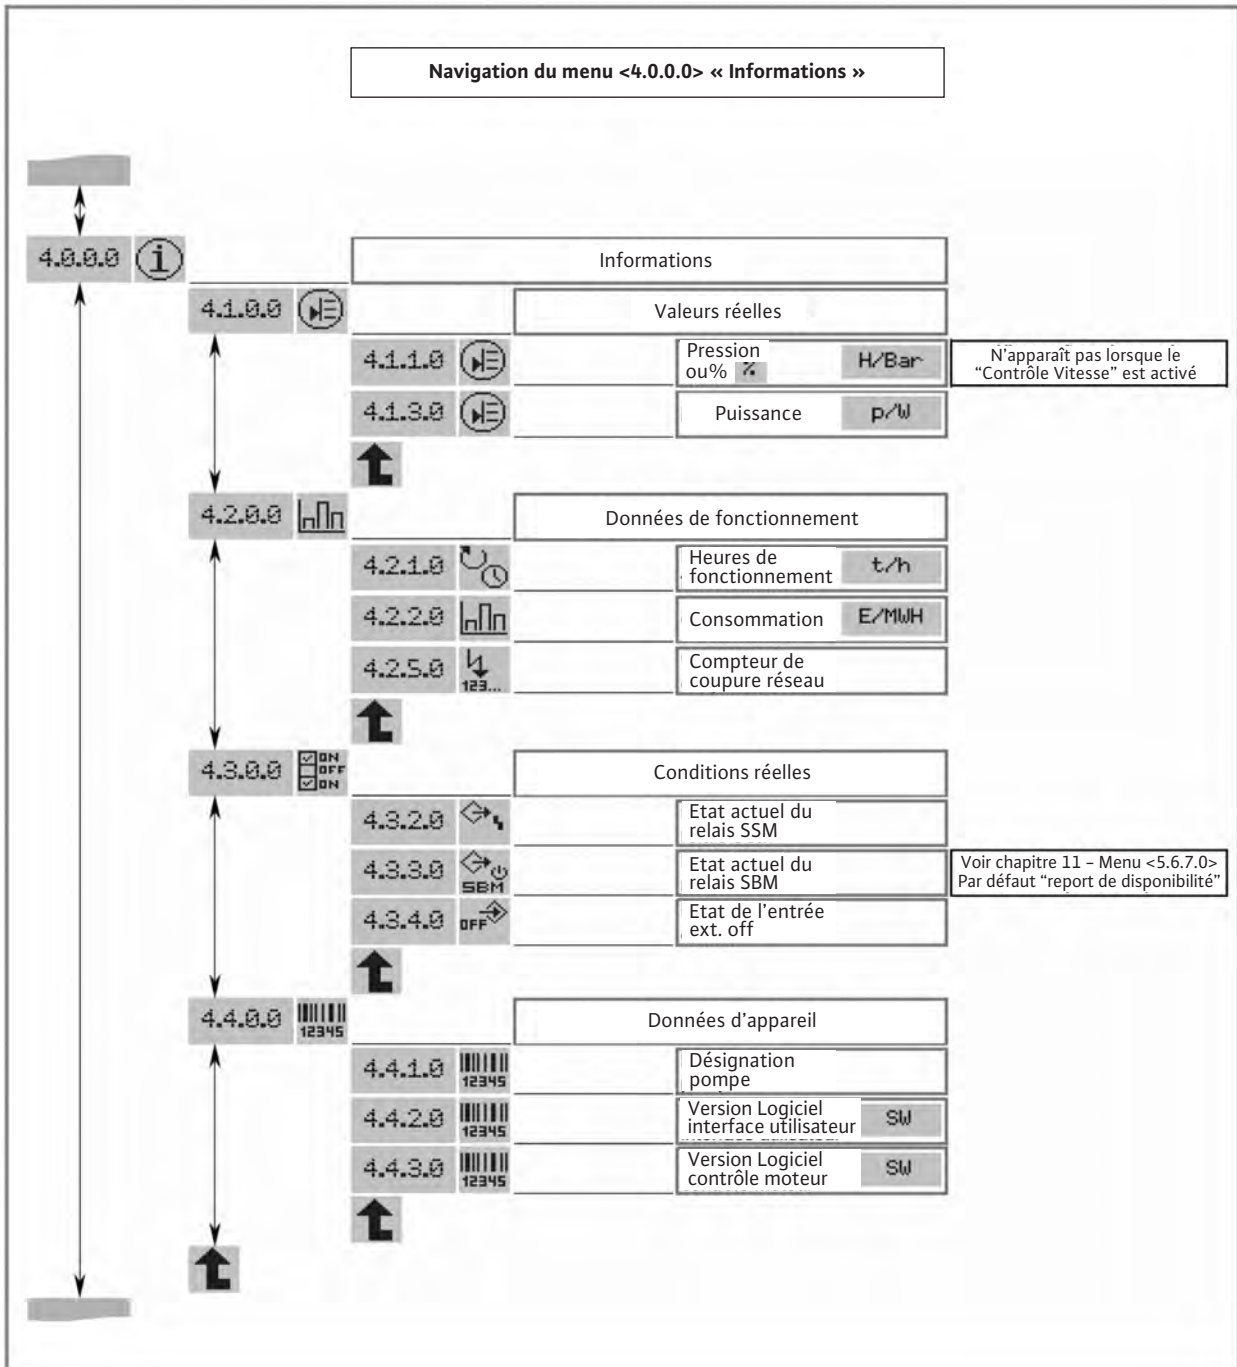 Navigation du menu <4.0.0.0> « Informations »
4.0.0.0 i Informations
4.1.0.0 Valeurs réelles
4.1.1.0 Pression
ou% % H/Bar
N'apparaît pas lorsque le
“Contrôle Vitesse” est activé
4.1.3.0 Puissance p/W
4.2.0.0 Données de fonctionnement
4.2.1.0 Heures de
fonctionnement t/h
4.2.2.0 Consommation E/MWH
4.2.5.0 123... Compteur de
coupure réseau
4.3.0.0 ON
OFF
ON
Conditions réelles
4.3.2.0 Etat actuel du
relais SSM
4.3.3.0 SBM Etat actuel du
relais SBM
Voir chapitre 11 – Menu <5.6.7.0>
Par défaut “report de disponibilité”
4.3.4.0 OFF Etat de l'entrée
ext. off
4.4.0.0 12345 Données d'appareil
4.4.1.0 12345 Désignation
pompe
4.4.2.0 12345 Version Logiciel
interface utilisateur SW
4.4.3.0 12345 Version Logiciel
contrôle moteur SW